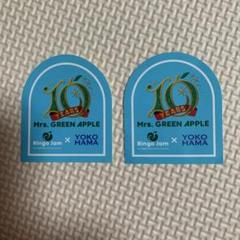 10
YEARS
Mrs. GREEN APPLE
Ringo Jam × YOKO
HAMA
10
YEARS
Mrs. GREEN APPLE
Ringo Jam × YOKO
HAMA